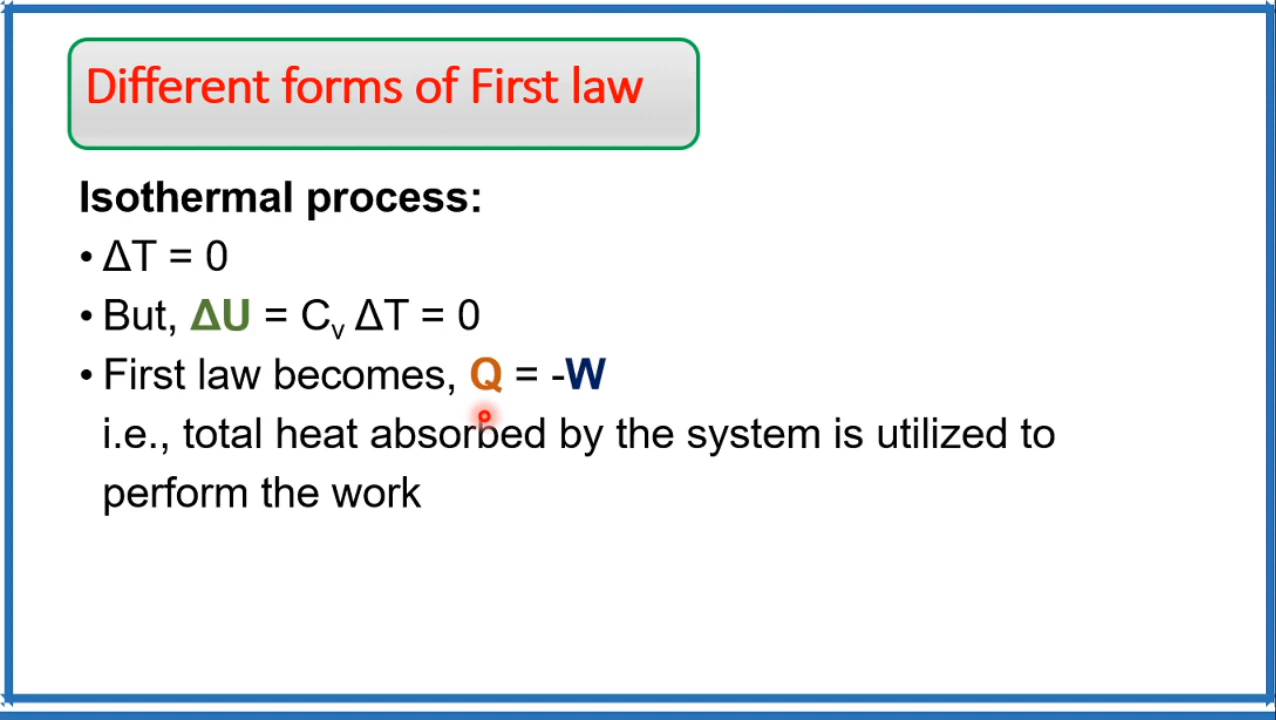 Different forms of First law
Isothermal process:
• ΔT = 0
• But, ΔU = Cᵥ ΔT = 0
• First law becomes, Q = -W
i.e., total heat absorbed by the system is utilized to
perform the work